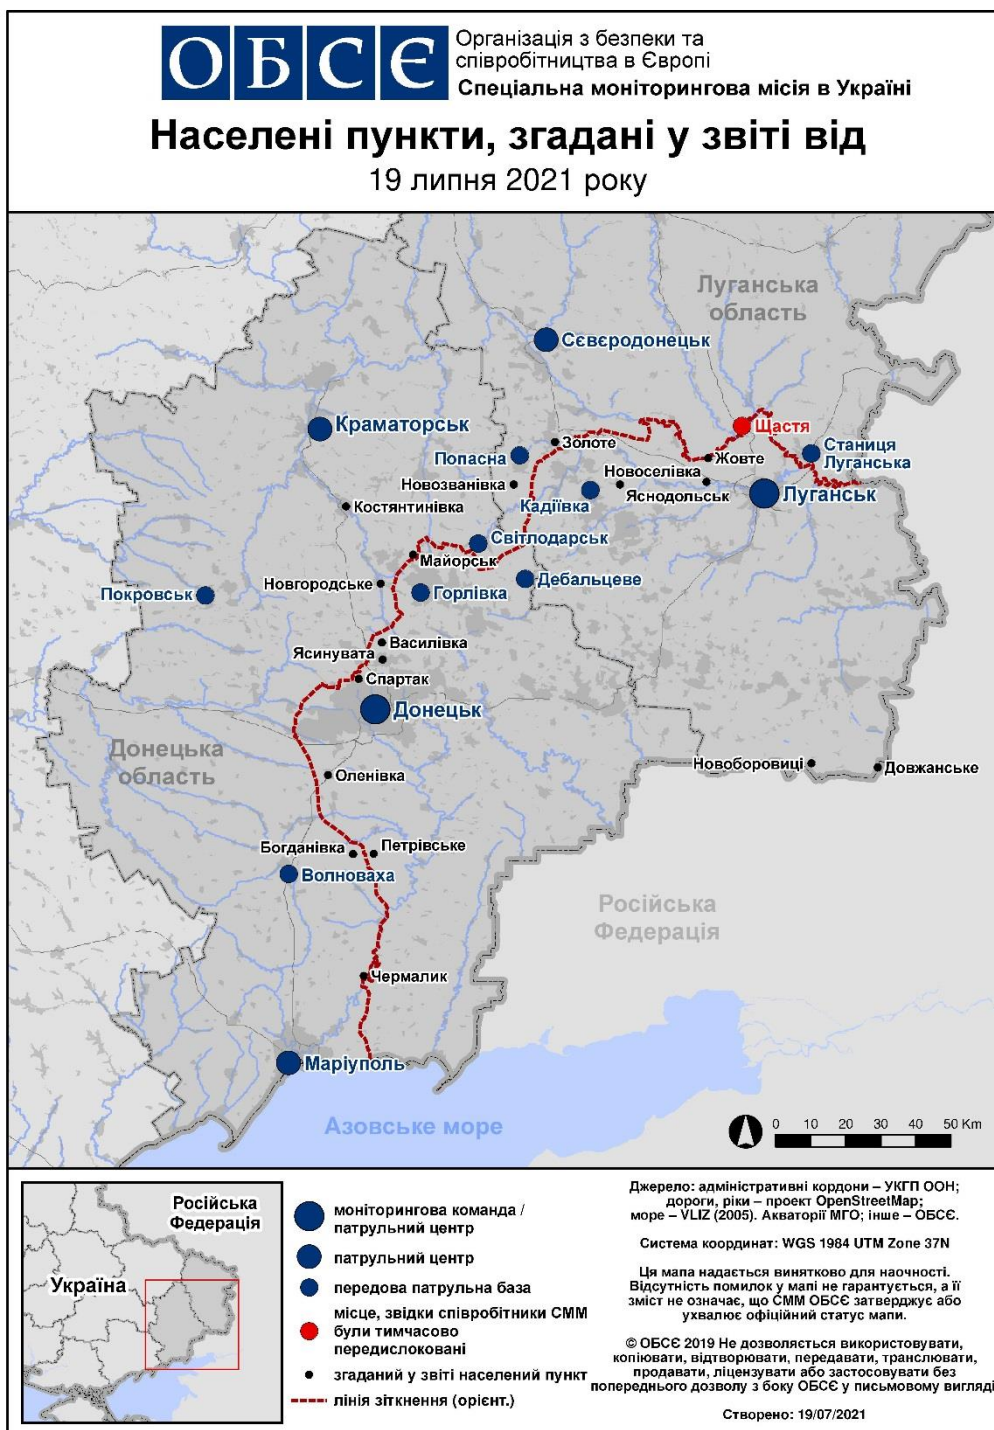 ОБСЄ
Організація з безпеки та
співробітництва в Європі
Спеціальна моніторингова місія в Україні
Населені пункти, згадані у звіті від
19 липня 2021 року
Луганська
область
Сєвєродонецьк
Краматорськ
Щастя
Золоте
Станиця
Луганська
Попасна
Жовте
Новоселівка
Новозванівка
Яснодольськ
Луганськ
Кадіївка
Костянтинівка
Світлодарськ
Майорськ
Новгородське
Дебальцеве
Горлівка
Покровськ
Василівка
Ясинувата
Спартак
Донецьк
Донецька
область
Новоборовиці
Довжанське
Оленівка
Богданівка
Петрівське
Волноваха
Російська
Федерація
Чермалик
Маріуполь
Азовське море
0 10 20 30 40 50 Km
Російська
Федерація
Україна
моніторингова команда /
патрульний центр
патрульний центр
передова патрульна база
місце, звідки співробітники СММ
були тимчасово
передислоковані
згаданий у звіті населений пункт
лінія зіткнення (орієнт.)
Джерело: адміністративні кордони – УКГП ООН;
дороги, ріки – проект OpenStreetMap;
море – VLIZ (2005). Акваторії МГО; інше – ОБСЄ.
Система координат: WGS 1984 UTM Zone 37N
Ця мапа надається винятково для наочності.
Відсутність помилок у мапі не гарантується, а її
зміст не означає, що СММ ОБСЄ затверджує або
ухвалює офіційний статус мапи.
© ОБСЄ 2019 Не дозволяється використовувати,
копіювати, відтворювати, передавати, транслювати,
продавати, ліцензувати або застосовувати без
попереднього дозволу з боку ОБСЄ у письмовому вигляді
Створено: 19/07/2021